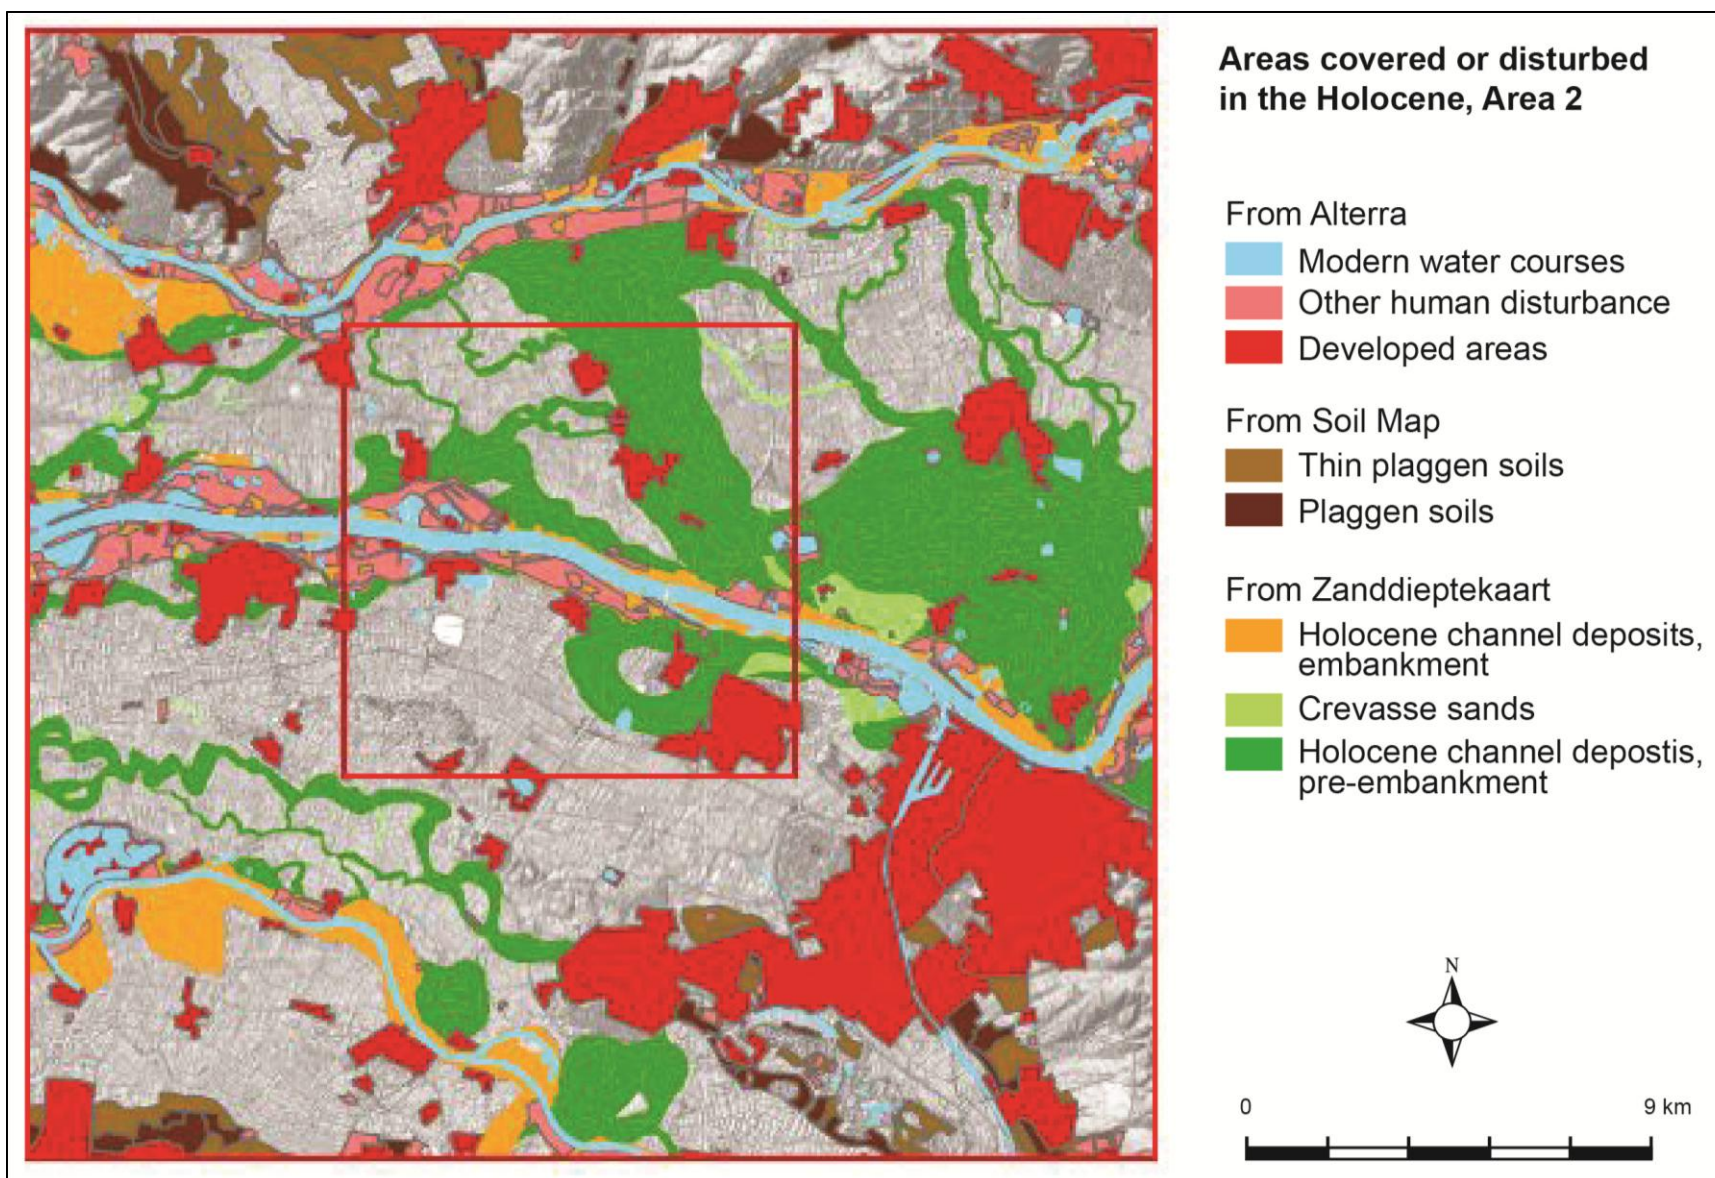 Areas covered or disturbed
in the Holocene, Area 2
From Alterra
Modern water courses
Other human disturbance
Developed areas
From Soil Map
Thin plaggen soils
Plaggen soils
From Zanddieptekaart
Holocene channel deposits,
embankment
Crevasse sands
Holocene channel depostis,
pre-embankment
N
0 9 km